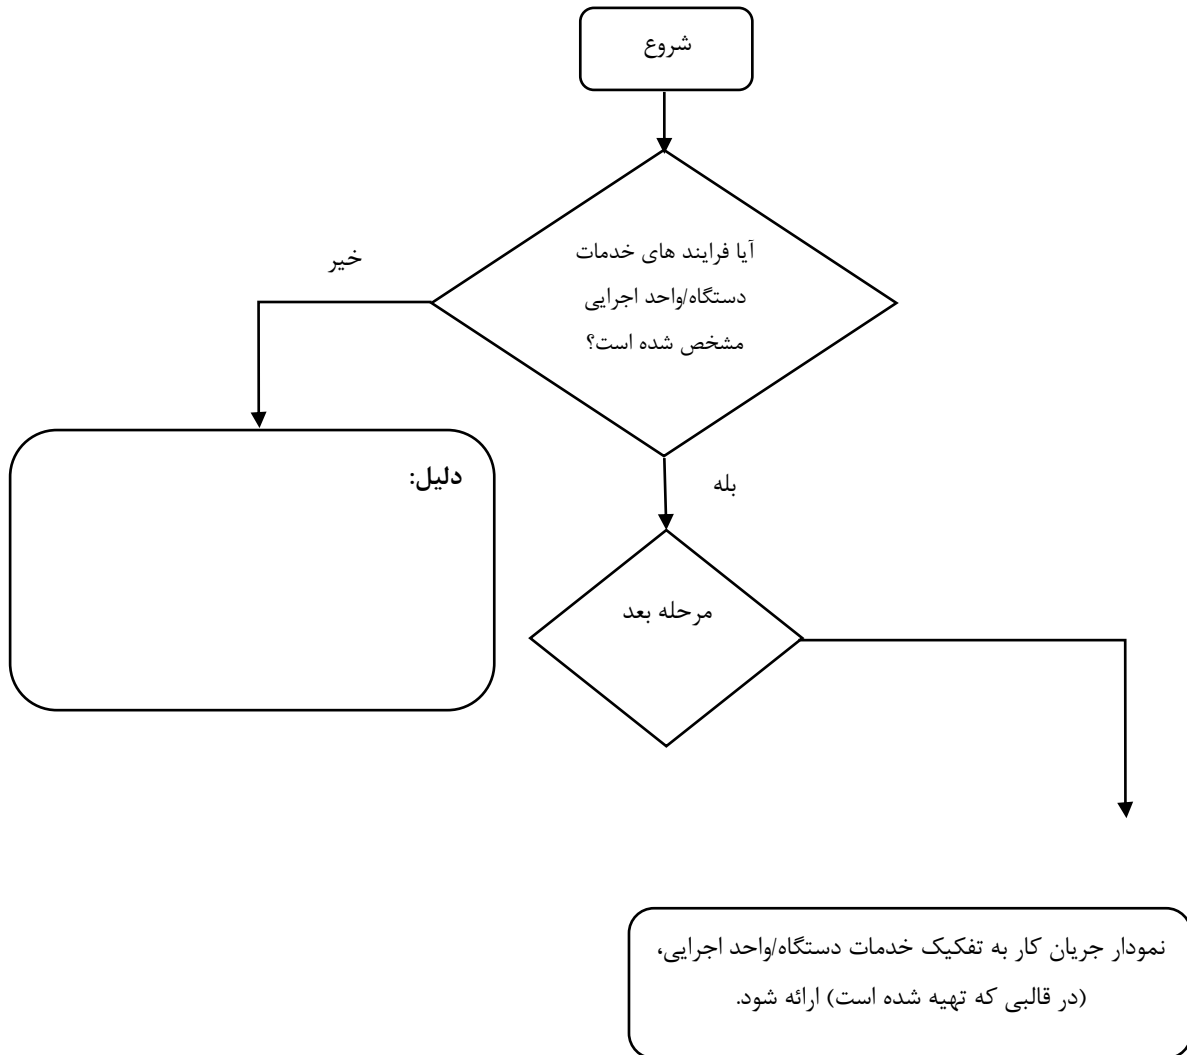 شروع
آیا فرایند های خدمات
دستگاه/واحد اجرایی
مشخص شده است؟
خیر
دلیل:
بله
مرحله بعد
نمودار جریان کار به تفکیک خدمات دستگاه/واحد اجرایی،
(در قالبی که تهیه شده است) ارائه شود.